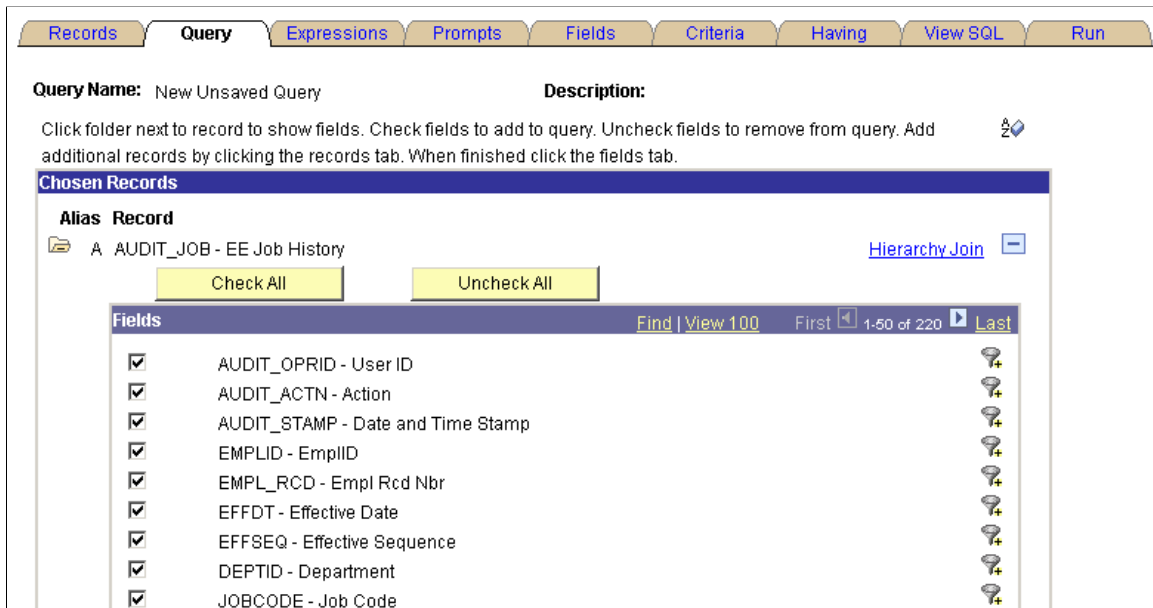 Records Query Expressions Prompts Fields Criteria Having View SQL Run
Query Name: New Unsaved Query Description:
Click folder next to record to show fields. Check fields to add to query. Uncheck fields to remove from query. Add
additional records by clicking the records tab. When finished click the fields tab.
Chosen Records
Alias Record
A AUDIT_JOB - EE Job History Hierarchy Join
Check All Uncheck All
Fields Find | View 100 First 1-50 of 220 Last
AUDIT_OPRID - User ID
AUDIT_ACTN - Action
AUDIT_STAMP - Date and Time Stamp
EMPLID - EmplID
EMPL_RCD - Empl Rcd Nbr
EFFDT - Effective Date
EFFSEQ - Effective Sequence
DEPTID - Department
JOBCODE - Job Code